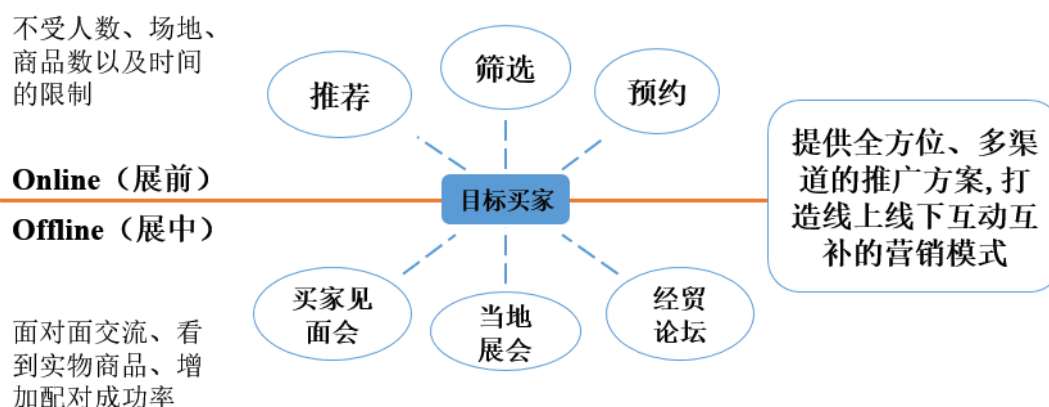 不受人数、场地、
商品数以及时间
的限制
推荐
筛选
预约
Online（展前）
Offline（展中）
目标买家
提供全方位、多渠
道的推广方案,打
造线上线下互动互
补的营销模式
买家见
面会
当地
展会
经贸
论坛
面对面交流、看
到实物商品、增
加配对成功率